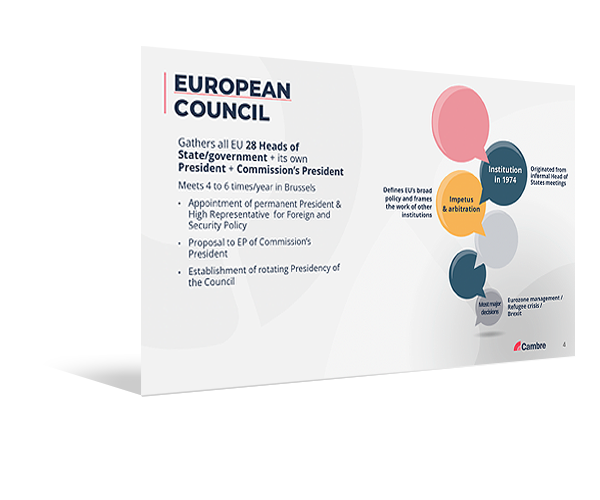 EUROPEAN
COUNCIL
Gathers all EU 28 Heads of
State/government + its own
President + Commission's President
Meets 4 to 6 times/year in Brussels
• Appointment of permanent President &
High Representative for Foreign and
Security Policy
• Proposal to EP of Commission's
President
• Establishment of rotating Presidency of
the Council
Institution
in 1974
Originated from
informal Head of
States meetings
Defines EU's broad
policy and frames
the work of other
institutions
Impetus
& arbitration
Most major
decisions
Eurozone management /
Refugee crisis /
Brexit
Cambre
4